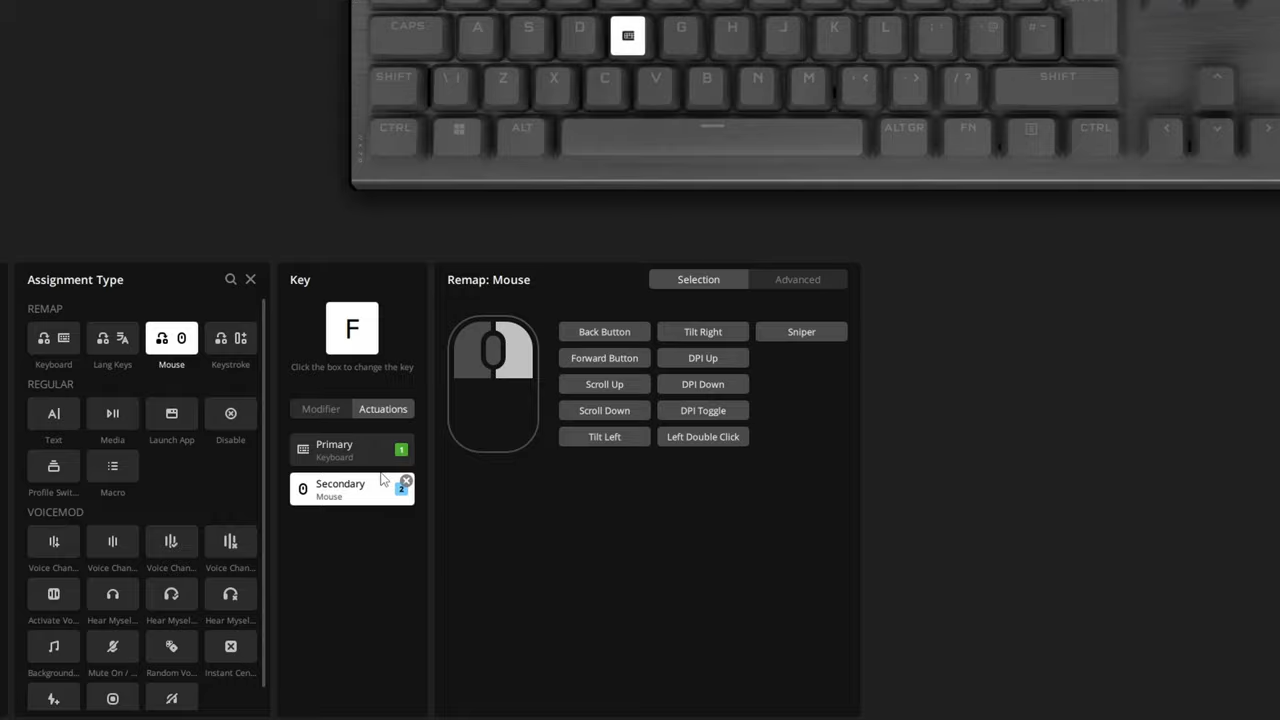 CAPS A S D G H J K L
SHIFT \ | Z X C V B N M < > / ? SHIFT
CTRL ALT ALT GR FN CTRL
Assignment Type
REMAP
Keyboard Lang Keys Mouse Keystroke
REGULAR
Text Media Launch App Disable
Profile Swit... Macro
VOICEMOD
Voice Chan... Voice Chan... Voice Chan... Voice Chan...
Activate Vo... Hear Mysel... Hear Mysel... Hear Mysel...
Background... Mute On / ... Random Vo... Instant Cen...
Key
F
Click the box to change the key
Modifier Actuations
Primary
Keyboard
1
Secondary
Mouse
2
Remap: Mouse Selection Advanced
Back Button Tilt Right Sniper
Forward Button DPI Up
Scroll Up DPI Down
Scroll Down DPI Toggle
Tilt Left Left Double Click